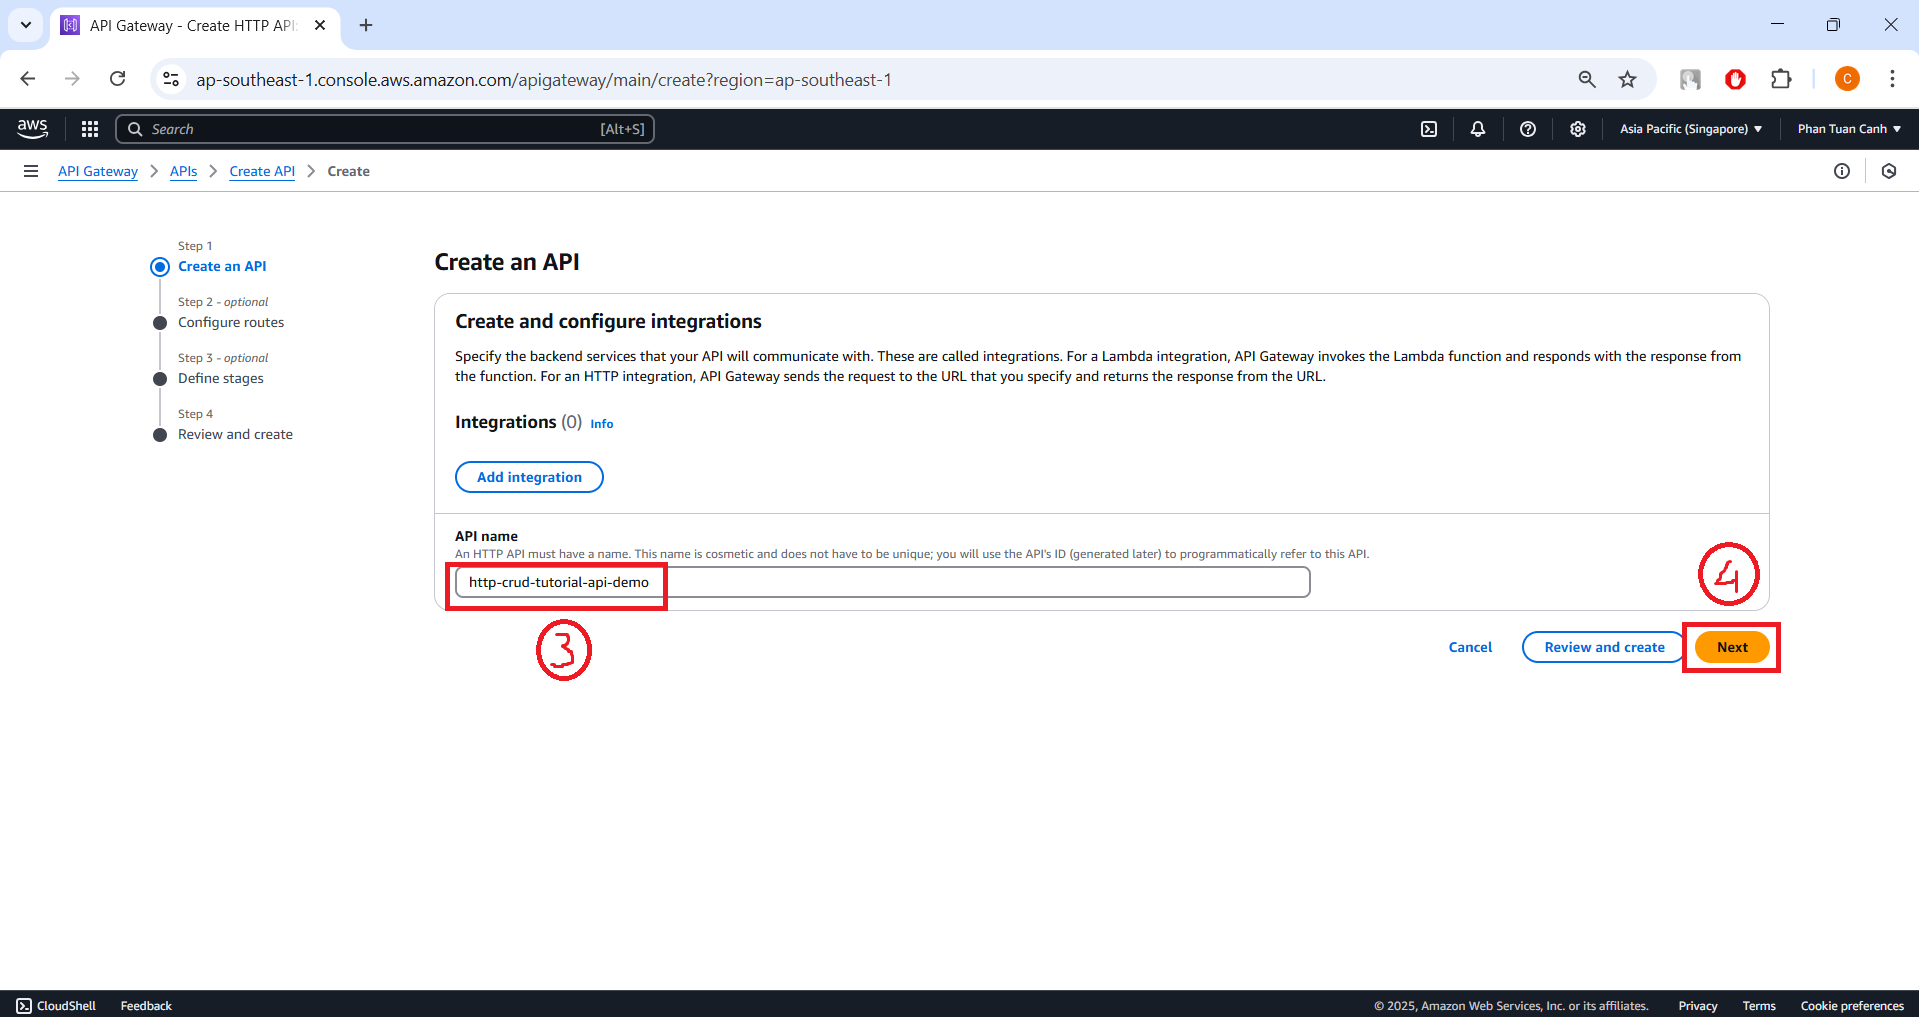 API Gateway - Create HTTP API
ap-southeast-1.console.aws.amazon.com/apigateway/main/create?region=ap-southeast-1
C
aws
Search
[Alt+S]
Asia Pacific (Singapore)
Phan Tuan Canh
API Gateway
APIs
Create API
Create
Step 1
Create an API
Step 2 - optional
Configure routes
Step 3 - optional
Define stages
Step 4
Review and create
Create an API
Create and configure integrations
Specify the backend services that your API will communicate with. These are called integrations. For a Lambda integration, API Gateway invokes the Lambda function and responds with the response from
the function. For an HTTP integration, API Gateway sends the request to the URL that you specify and returns the response from the URL.
Integrations (0) Info
Add integration
API name
An HTTP API must have a name. This name is cosmetic and does not have to be unique; you will use the API's ID (generated later) to programmatically refer to this API.
http-crud-tutorial-api-demo
3
4
Cancel
Review and create
Next
CloudShell
Feedback
© 2025, Amazon Web Services, Inc. or its affiliates.
Privacy
Terms
Cookie preferences